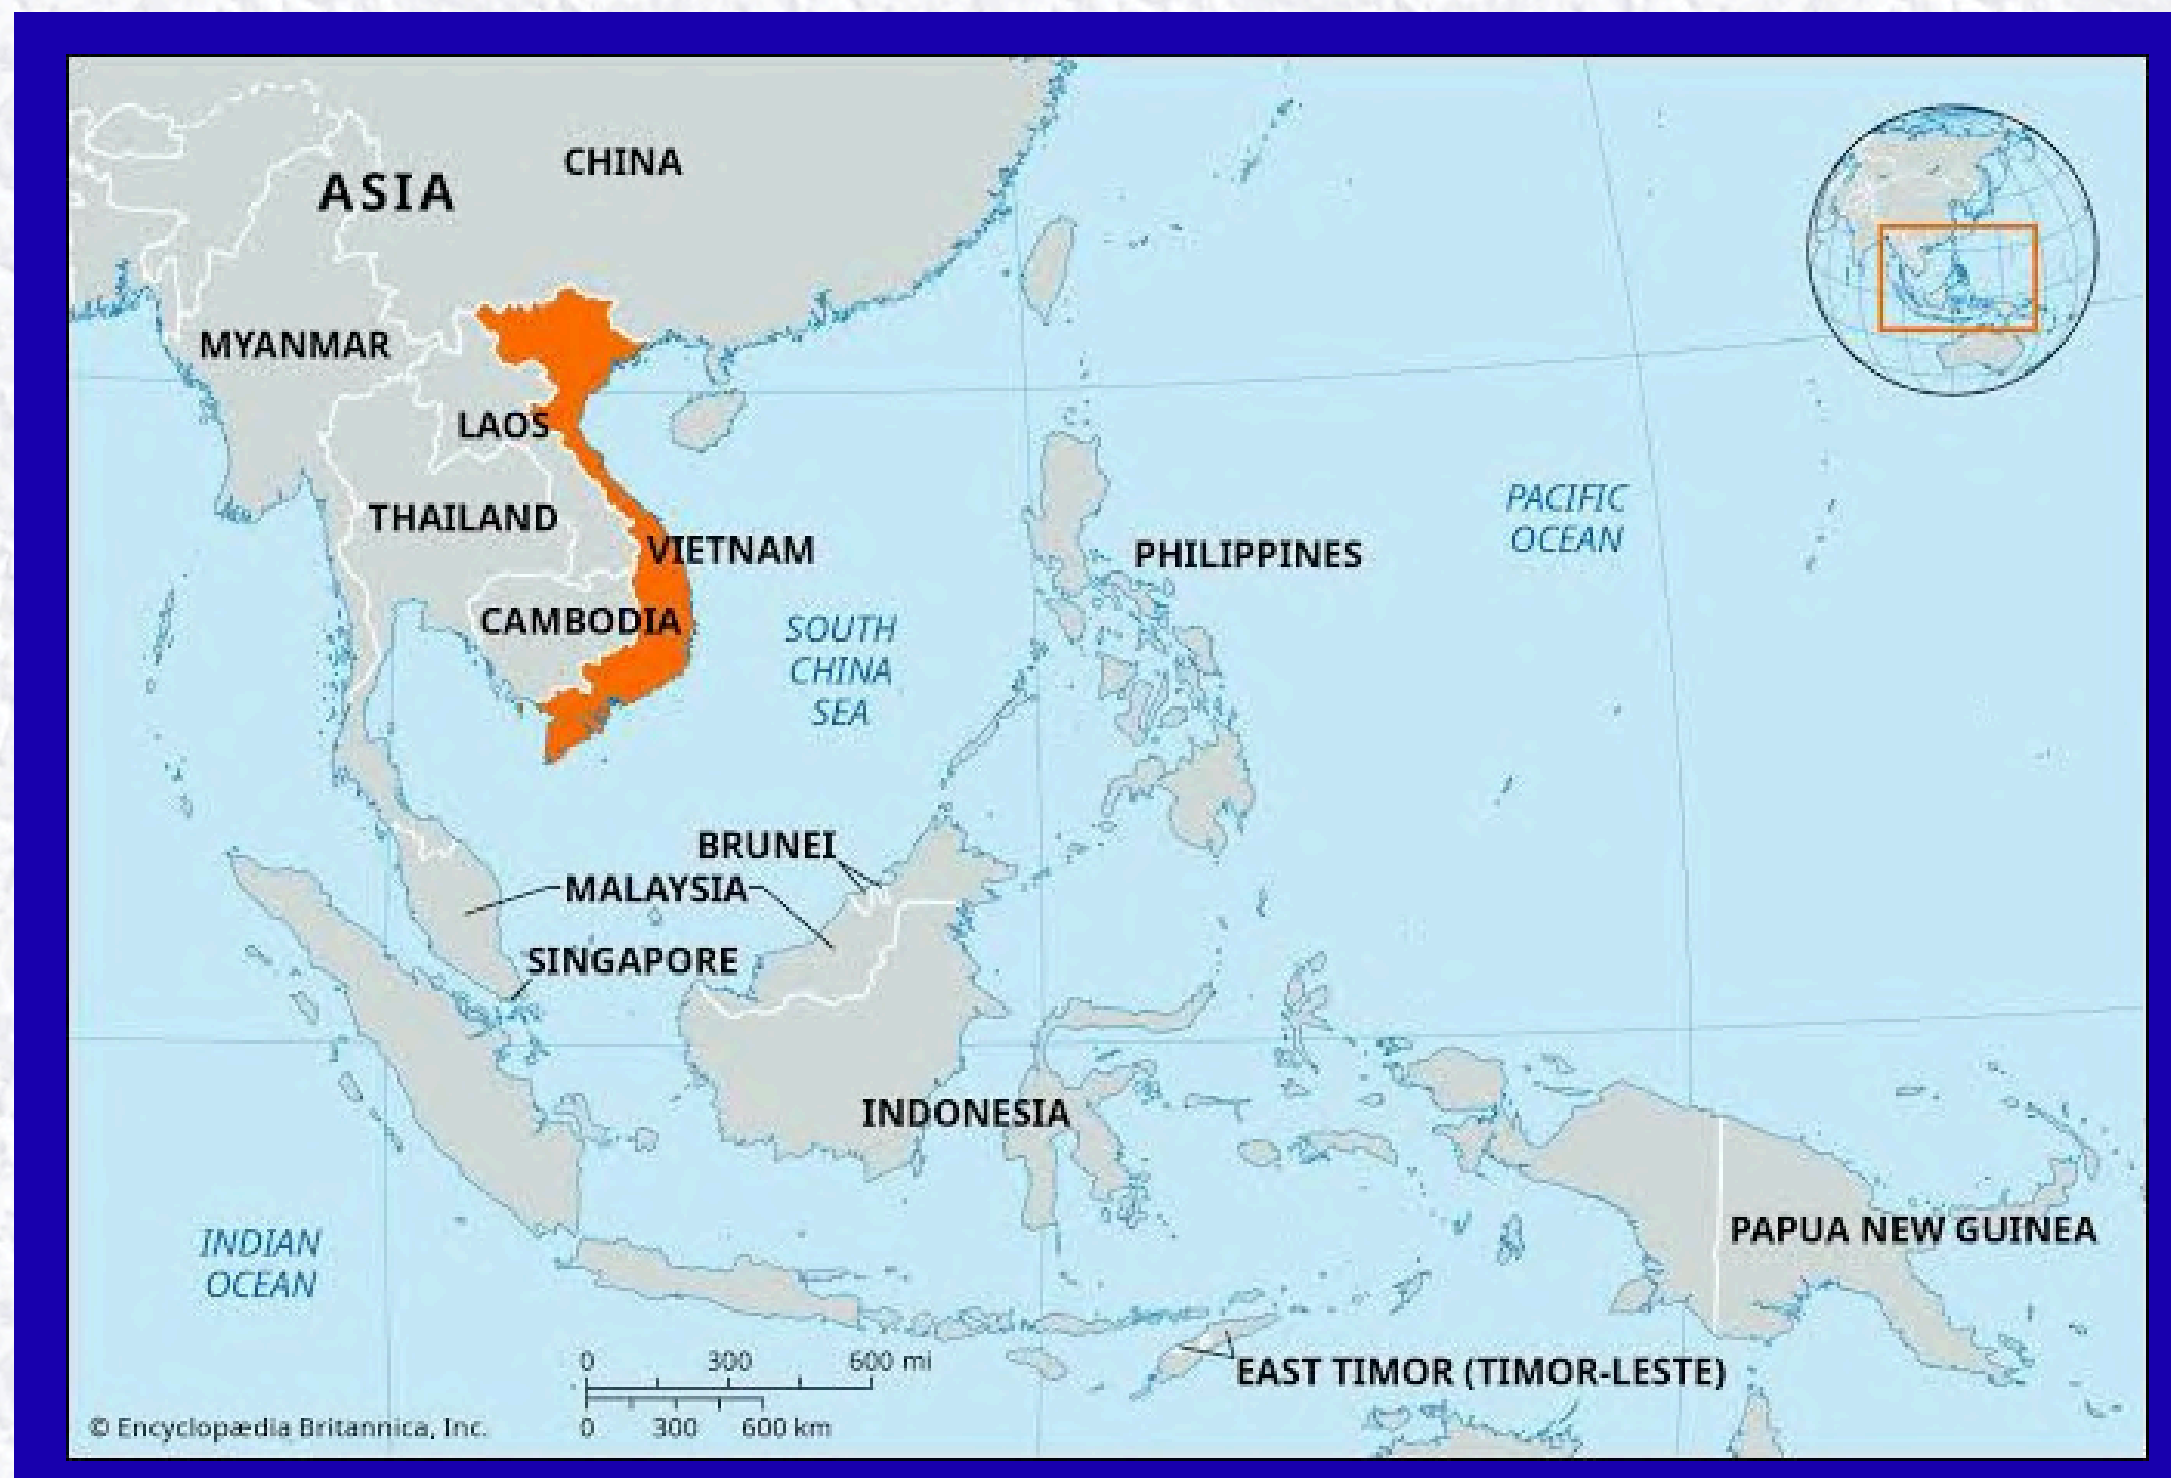 CHINA
ASIA
MYANMAR
LAOS
THAILAND
VIETNAM
PHILIPPINES
PACIFIC
OCEAN
CAMBODIA
SOUTH
CHINA
SEA
BRUNEI
MALAYSIA
SINGAPORE
INDONESIA
PAPUA NEW GUINEA
INDIAN
OCEAN
EAST TIMOR (TIMOR-LESTE)
0 300 600 mi
0 300 600 km
© Encyclopædia Britannica, Inc.